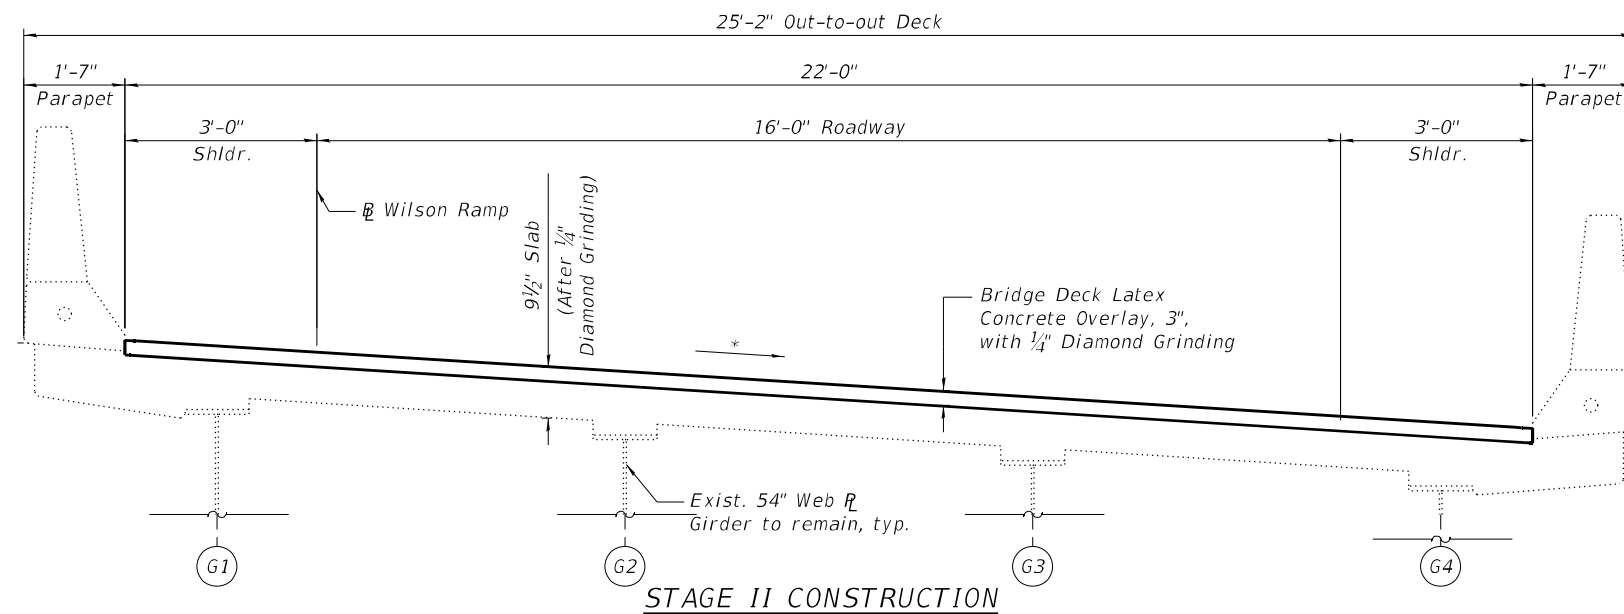 25'-2" Out-to-out Deck
1'-7"
Parapet
22'-0"
1'-7"
Parapet
3'-0"
Shldr.
16'-0" Roadway
3'-0"
Shldr.
℄ Wilson Ramp
9½" Slab
(After ¼"
Diamond Grinding)
*
Bridge Deck Latex
Concrete Overlay, 3",
with ¼" Diamond Grinding
Exist. 54" Web PL
Girder to remain, typ.
G1
G2
G3
G4
STAGE II CONSTRUCTION